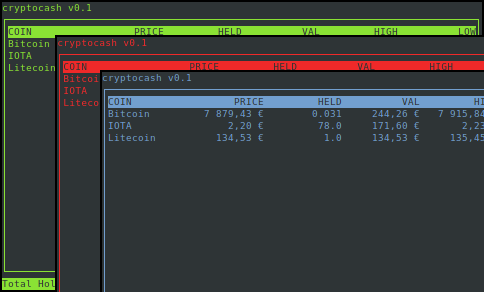 cryptocash v0.1
COIN PRICE HELD VAL HIGH LOW
Bitcoin
IOTA
Litecoin
Total Hol
cryptocash v0.1
COIN PRICE HELD VAL HIGH
Bitcoi
IOTA
Liteco
cryptocash v0.1
COIN PRICE HELD VAL HI
Bitcoin 7 879,43 € 0.031 244,26 € 7 915,84
IOTA 2,20 € 78.0 171,60 € 2,23
Litecoin 134,53 € 1.0 134,53 € 135,45